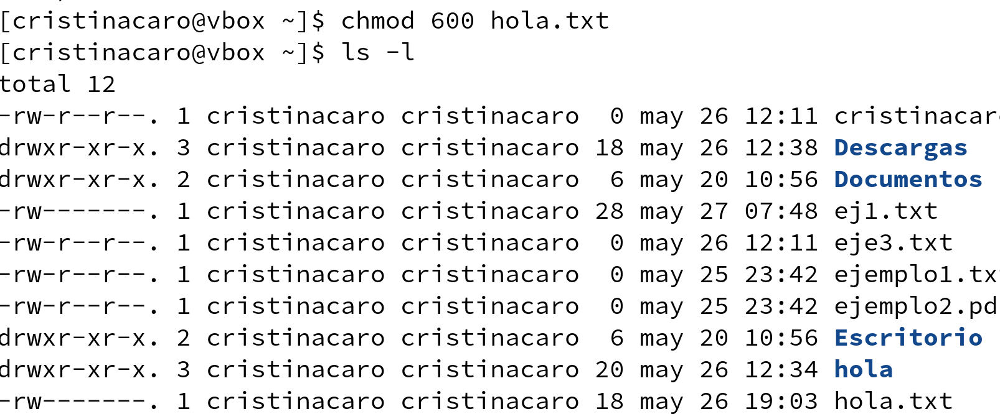 [cristinacaro@vbox ~]$ chmod 600 hola.txt
[cristinacaro@vbox ~]$ ls -l
total 12
-rw-r--r--. 1 cristinacaro cristinacaro  0 may 26 12:11 cristinacaro
drwxr-xr-x. 3 cristinacaro cristinacaro 18 may 26 12:38 Descargas
drwxr-xr-x. 2 cristinacaro cristinacaro  6 may 20 10:56 Documentos
-rw-------. 1 cristinacaro cristinacaro 28 may 27 07:48 ej1.txt
-rw-r--r--. 1 cristinacaro cristinacaro  0 may 26 12:11 eje3.txt
-rw-r--r--. 1 cristinacaro cristinacaro  0 may 25 23:42 ejemplo1.tx
-rw-r--r--. 1 cristinacaro cristinacaro  0 may 25 23:42 ejemplo2.pd
drwxr-xr-x. 2 cristinacaro cristinacaro  6 may 20 10:56 Escritorio
drwxr-xr-x. 3 cristinacaro cristinacaro 20 may 26 12:34 hola
-rw-------. 1 cristinacaro cristinacaro 18 may 26 19:03 hola.txt